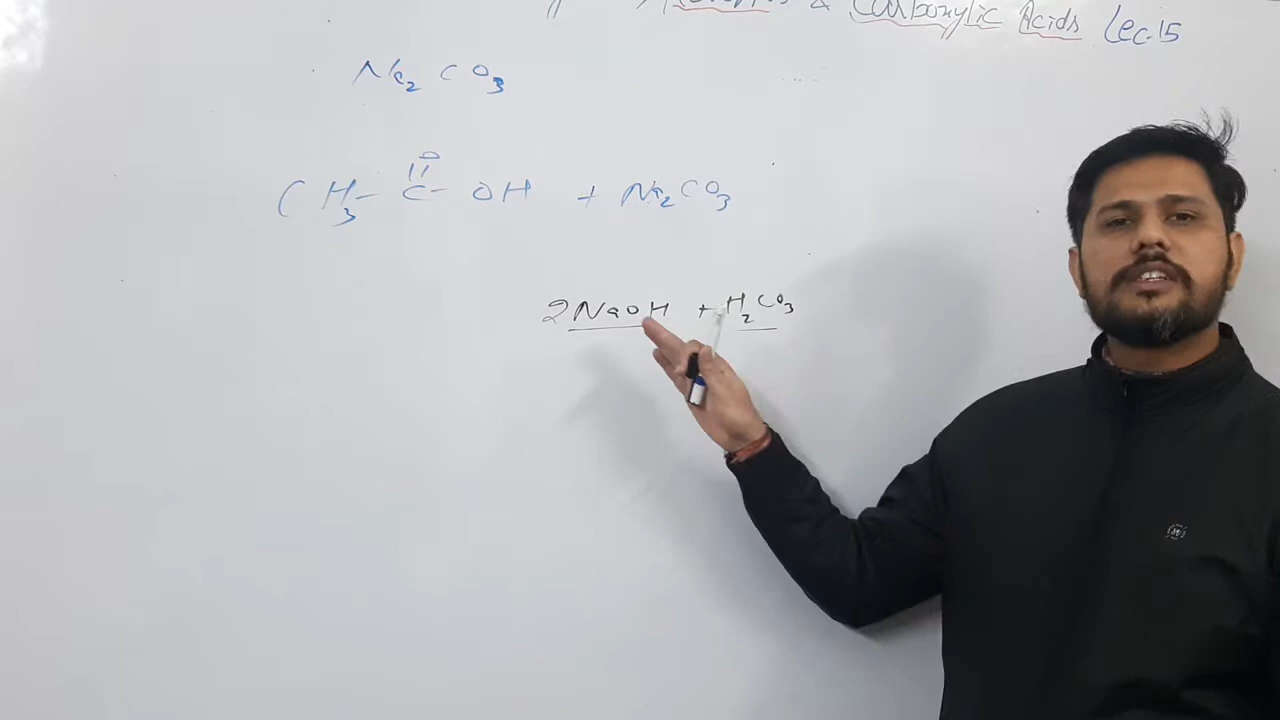 & Carboxylic Acids Lec.15
Na₂CO₃
O
CH₃-C-OH + Na₂CO₃
2NaOH + H₂CO₃